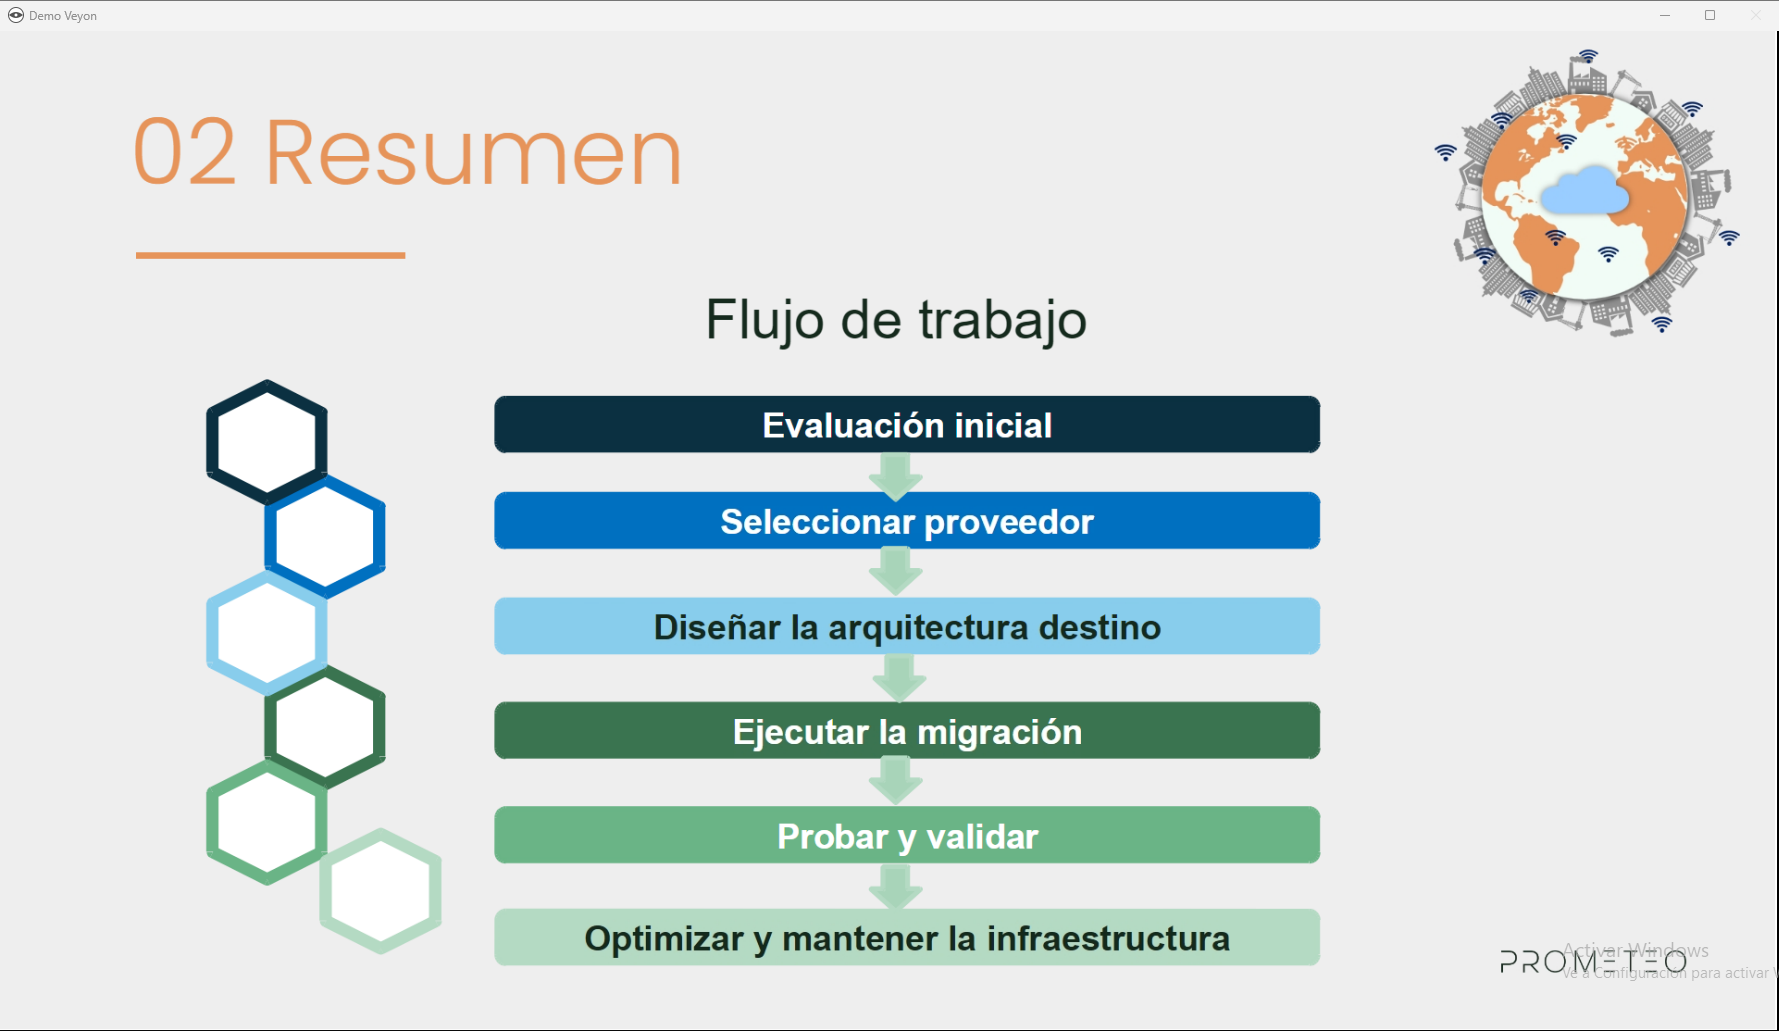 Demo Veyon
02 Resumen
Flujo de trabajo
Evaluación inicial
Seleccionar proveedor
Diseñar la arquitectura destino
Ejecutar la migración
Probar y validar
Optimizar y mantener la infraestructura
PROMETEO
Activar Windows
Ve a Configuración para activar